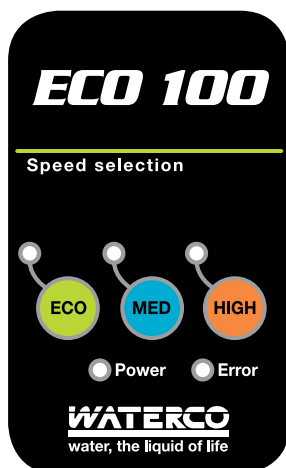 ECO 100
Speed selection
ECO MED HIGH
Power Error
WATERCO
water, the liquid of life